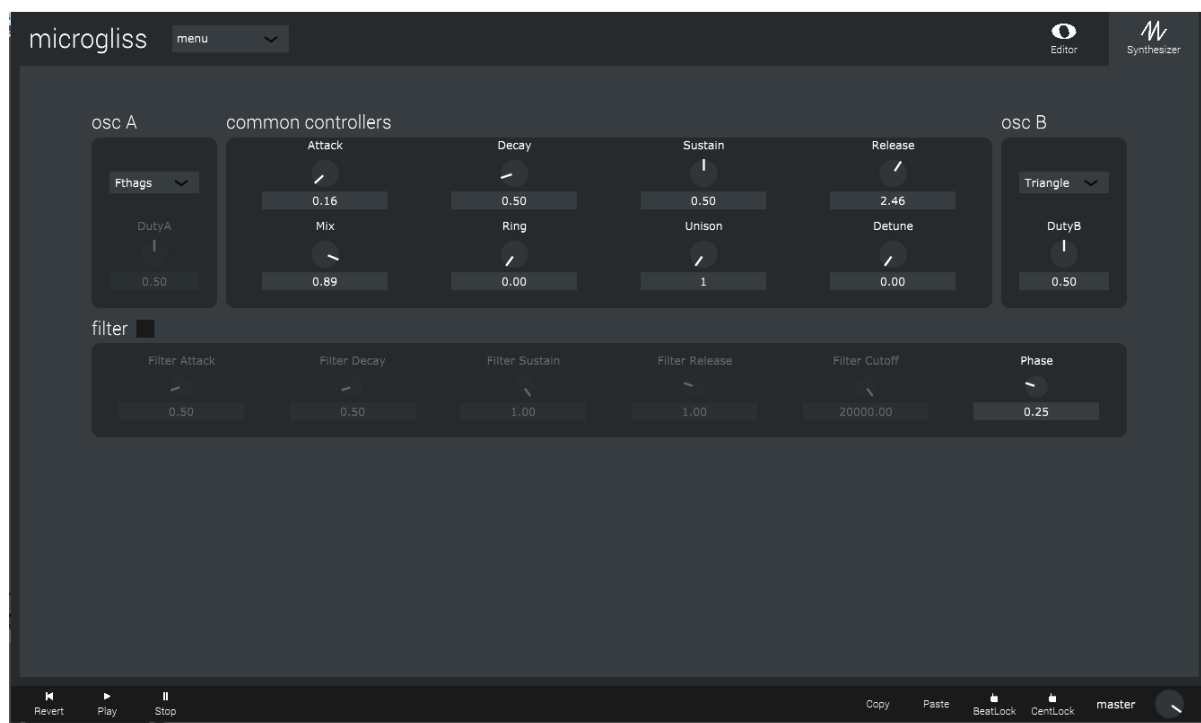 microgliss
menu
Editor
Synthesizer
osc A
common controllers
osc B
Attack Decay Sustain Release
Fthags
Triangle
0.16 0.50 0.50 2.46
DutyA
Mix Ring Unison Detune
DutyB
0.50
0.89 0.00 1 0.00
0.50
filter
Filter Attack Filter Decay Filter Sustain Filter Release Filter Cutoff Phase
0.50 0.50 1.00 1.00 20000.00 0.25
Revert Play Stop
Copy Paste BeatLock CentLock master